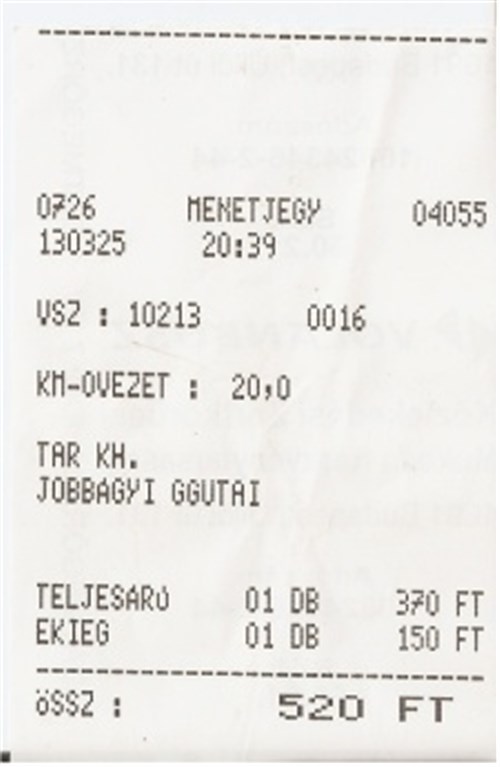 0726 MENETJEGY 04055
130325 20:39
VSZ : 10213 0016
KM-OVEZET : 20,0
TAR KH.
JOBBAGYI GGUTAI
TELJESARÚ 01 DB 370 FT
EKIEG 01 DB 150 FT
öSSZ : 520 FT